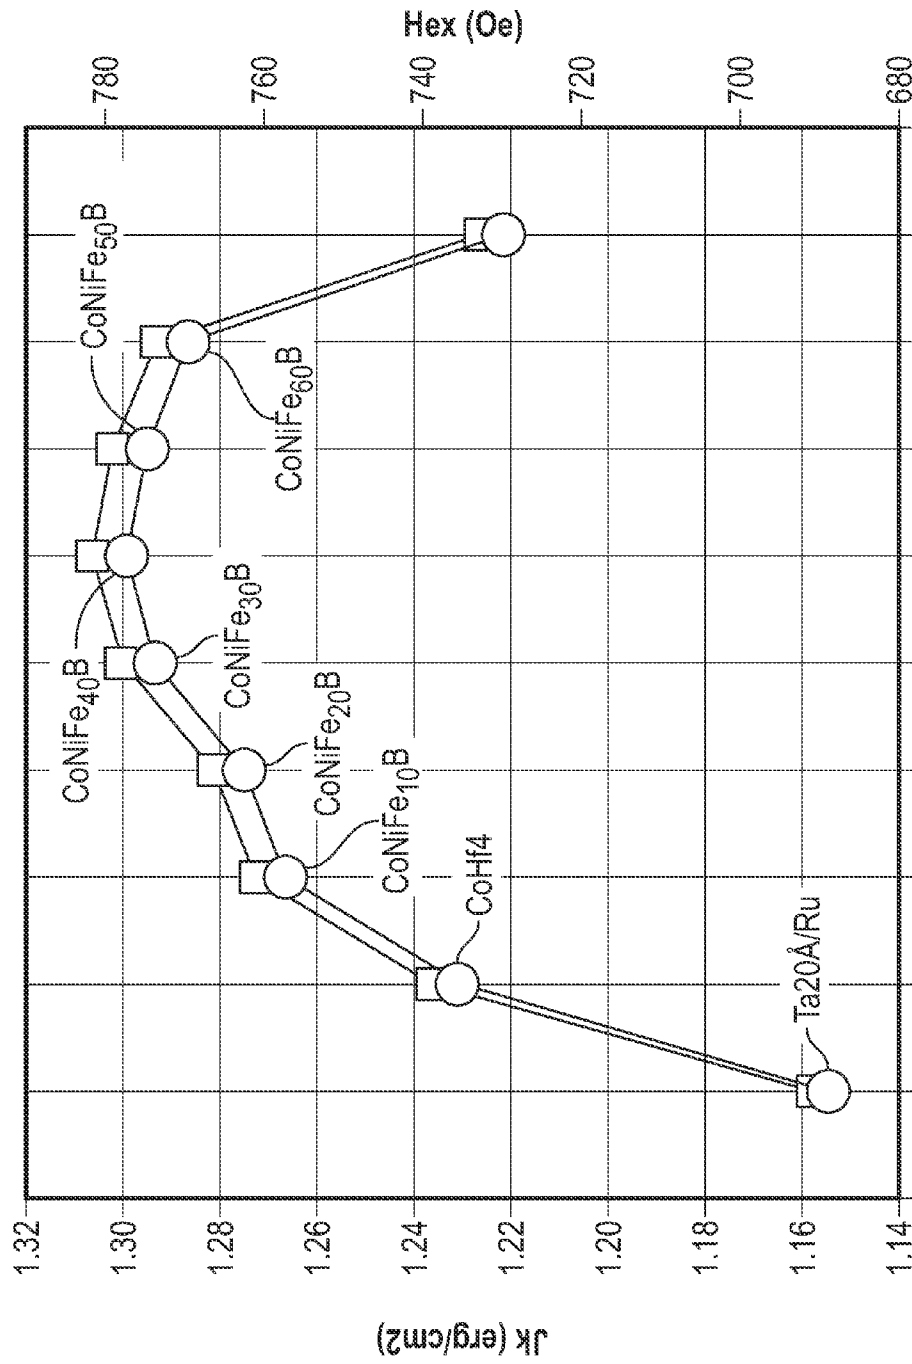 Jk (erg/cm2)
1.32
1.30
1.28
1.26
1.24
1.22
1.20
1.18
1.16
1.14
Ta20Å/Ru
CoHf4
CoNiFe10B
CoNiFe20B
CoNiFe30B
CoNiFe40B
CoNiFe50B
CoNiFe60B
780
760
740
720
700
680
Hex (Oe)